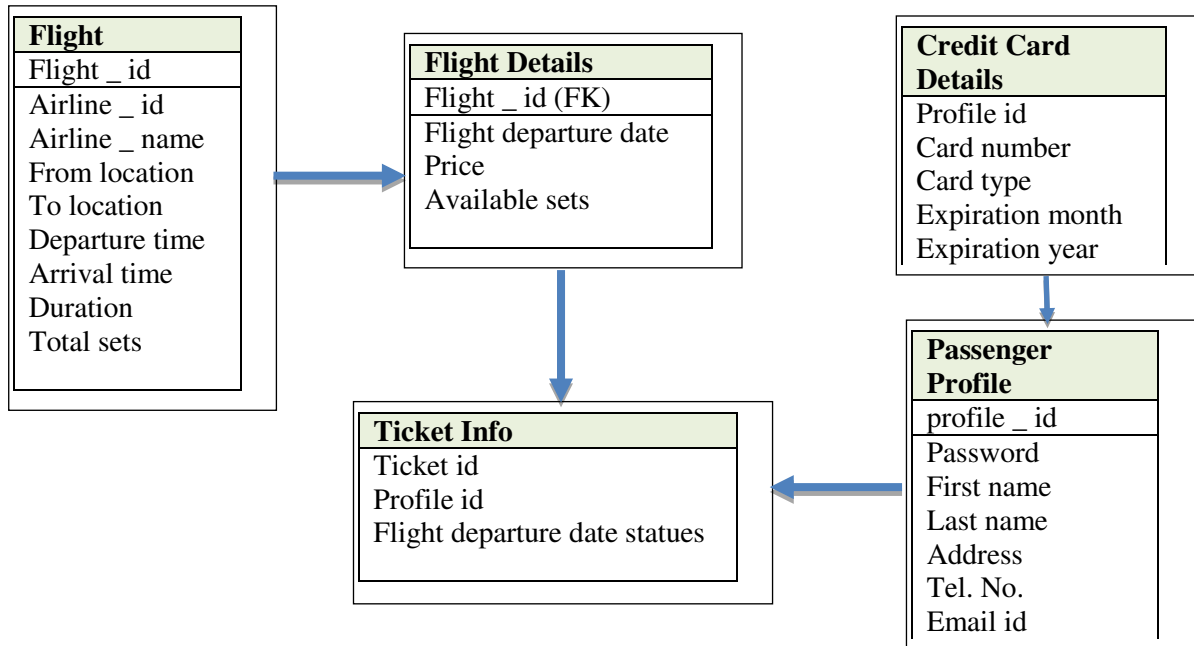 Flight
Flight _ id
Airline _ id
Airline _ name
From location
To location
Departure time
Arrival time
Duration
Total sets
Flight Details
Flight _ id (FK)
Flight departure date
Price
Available sets
Credit Card
Details
Profile id
Card number
Card type
Expiration month
Expiration year
Ticket Info
Ticket id
Profile id
Flight departure date statues
Passenger
Profile
profile _ id
Password
First name
Last name
Address
Tel. No.
Email id